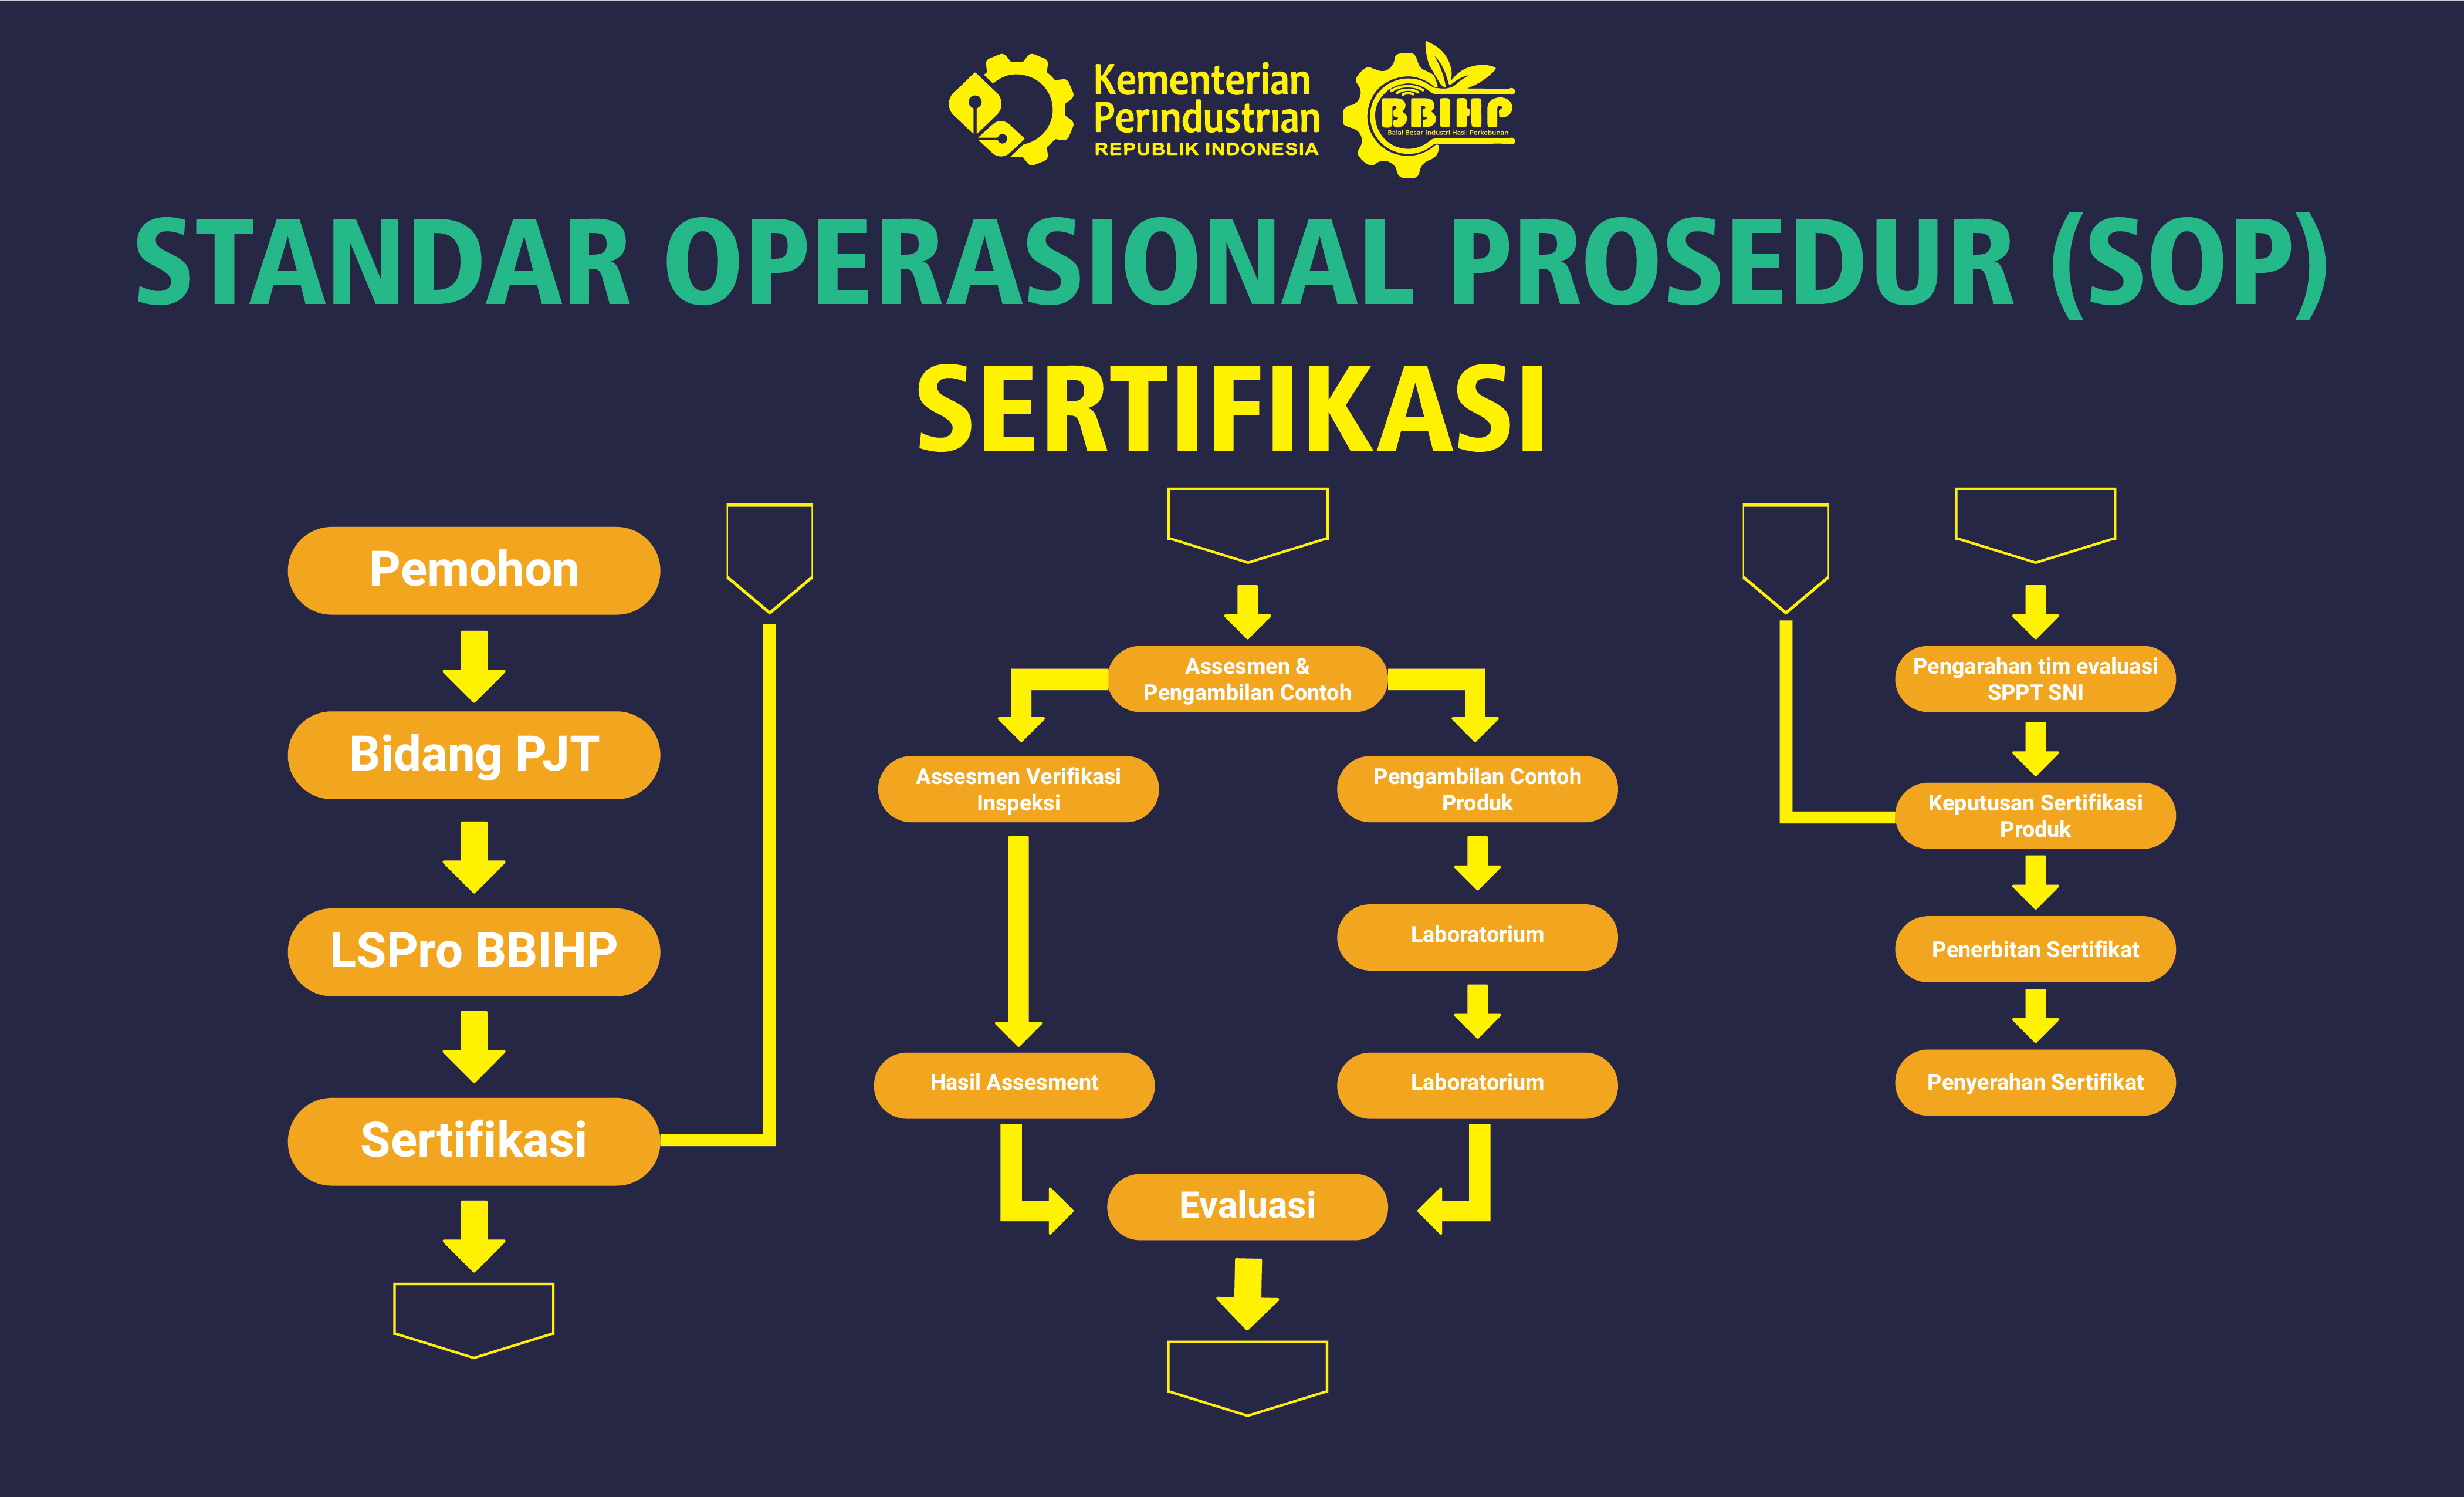 Kementerian
Perindustrian
REPUBLIK INDONESIA
BBIHP
Balai Besar Industri Hasil Perkebunan
STANDAR OPERASIONAL PROSEDUR (SOP)
SERTIFIKASI
Pemohon
Bidang PJT
LSPro BBIHP
Sertifikasi
Assesmen &
Pengambilan Contoh
Assesmen Verifikasi
Inspeksi
Hasil Assesment
Pengambilan Contoh
Produk
Laboratorium
Laboratorium
Evaluasi
Pengarahan tim evaluasi
SPPT SNI
Keputusan Sertifikasi
Produk
Penerbitan Sertifikat
Penyerahan Sertifikat